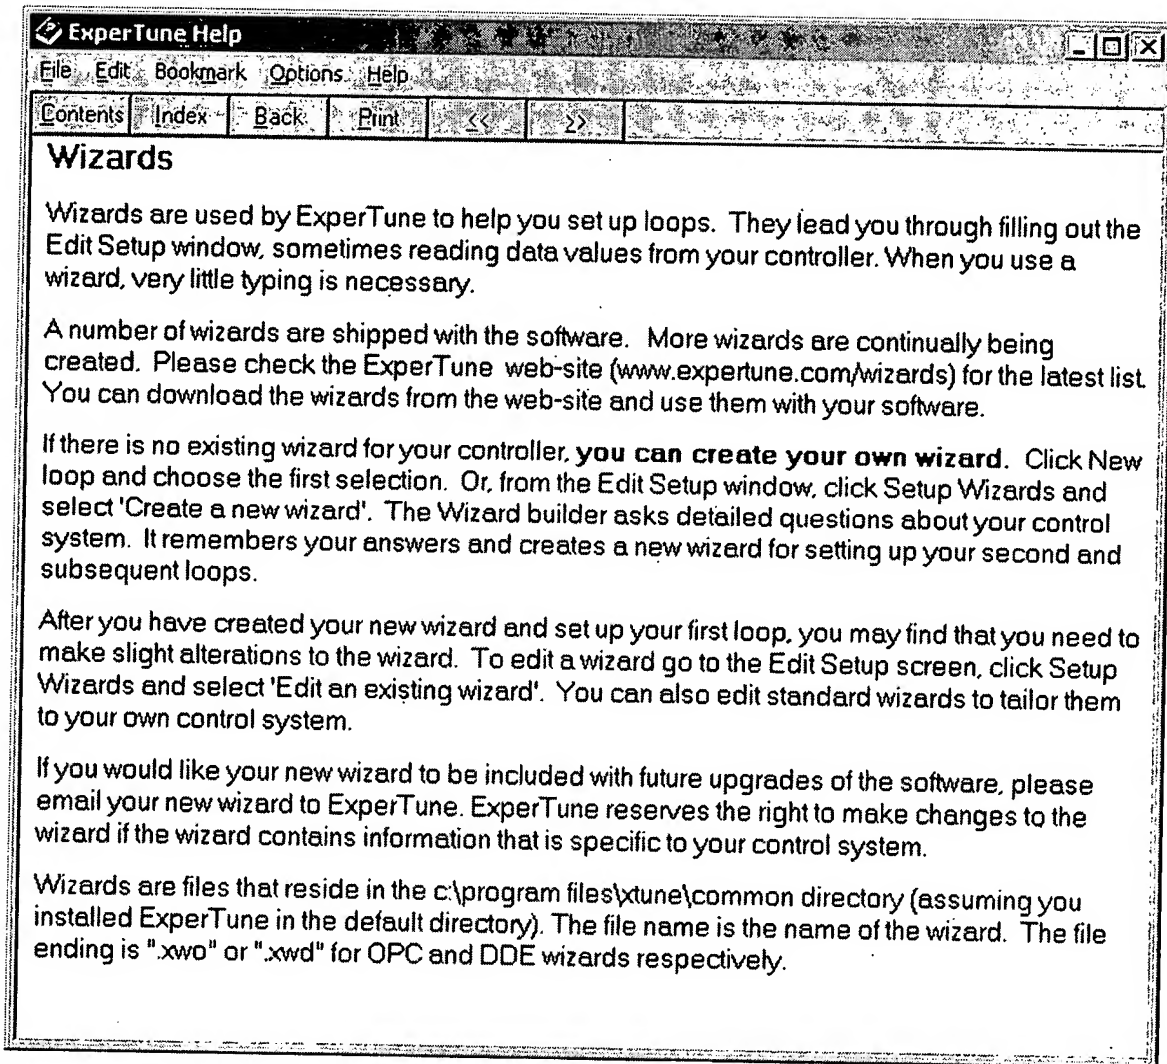 ExperTune Help
File Edit Bookmark Options Help
Contents Index Back Print << >>
Wizards
Wizards are used by ExperTune to help you set up loops. They lead you through filling out the
Edit Setup window, sometimes reading data values from your controller. When you use a
wizard, very little typing is necessary.
A number of wizards are shipped with the software. More wizards are continually being
created. Please check the ExperTune web-site (www.expertune.com/wizards) for the latest list.
You can download the wizards from the web-site and use them with your software.
If there is no existing wizard for your controller, you can create your own wizard. Click New
loop and choose the first selection. Or, from the Edit Setup window, click Setup Wizards and
select 'Create a new wizard'. The Wizard builder asks detailed questions about your control
system. It remembers your answers and creates a new wizard for setting up your second and
subsequent loops.
After you have created your new wizard and set up your first loop, you may find that you need to
make slight alterations to the wizard. To edit a wizard go to the Edit Setup screen, click Setup
Wizards and select 'Edit an existing wizard'. You can also edit standard wizards to tailor them
to your own control system.
If you would like your new wizard to be included with future upgrades of the software, please
email your new wizard to ExperTune. ExperTune reserves the right to make changes to the
wizard if the wizard contains information that is specific to your control system.
Wizards are files that reside in the c:\program files\xtune\common directory (assuming you
installed ExperTune in the default directory). The file name is the name of the wizard. The file
ending is ".xwo" or ".xwd" for OPC and DDE wizards respectively.